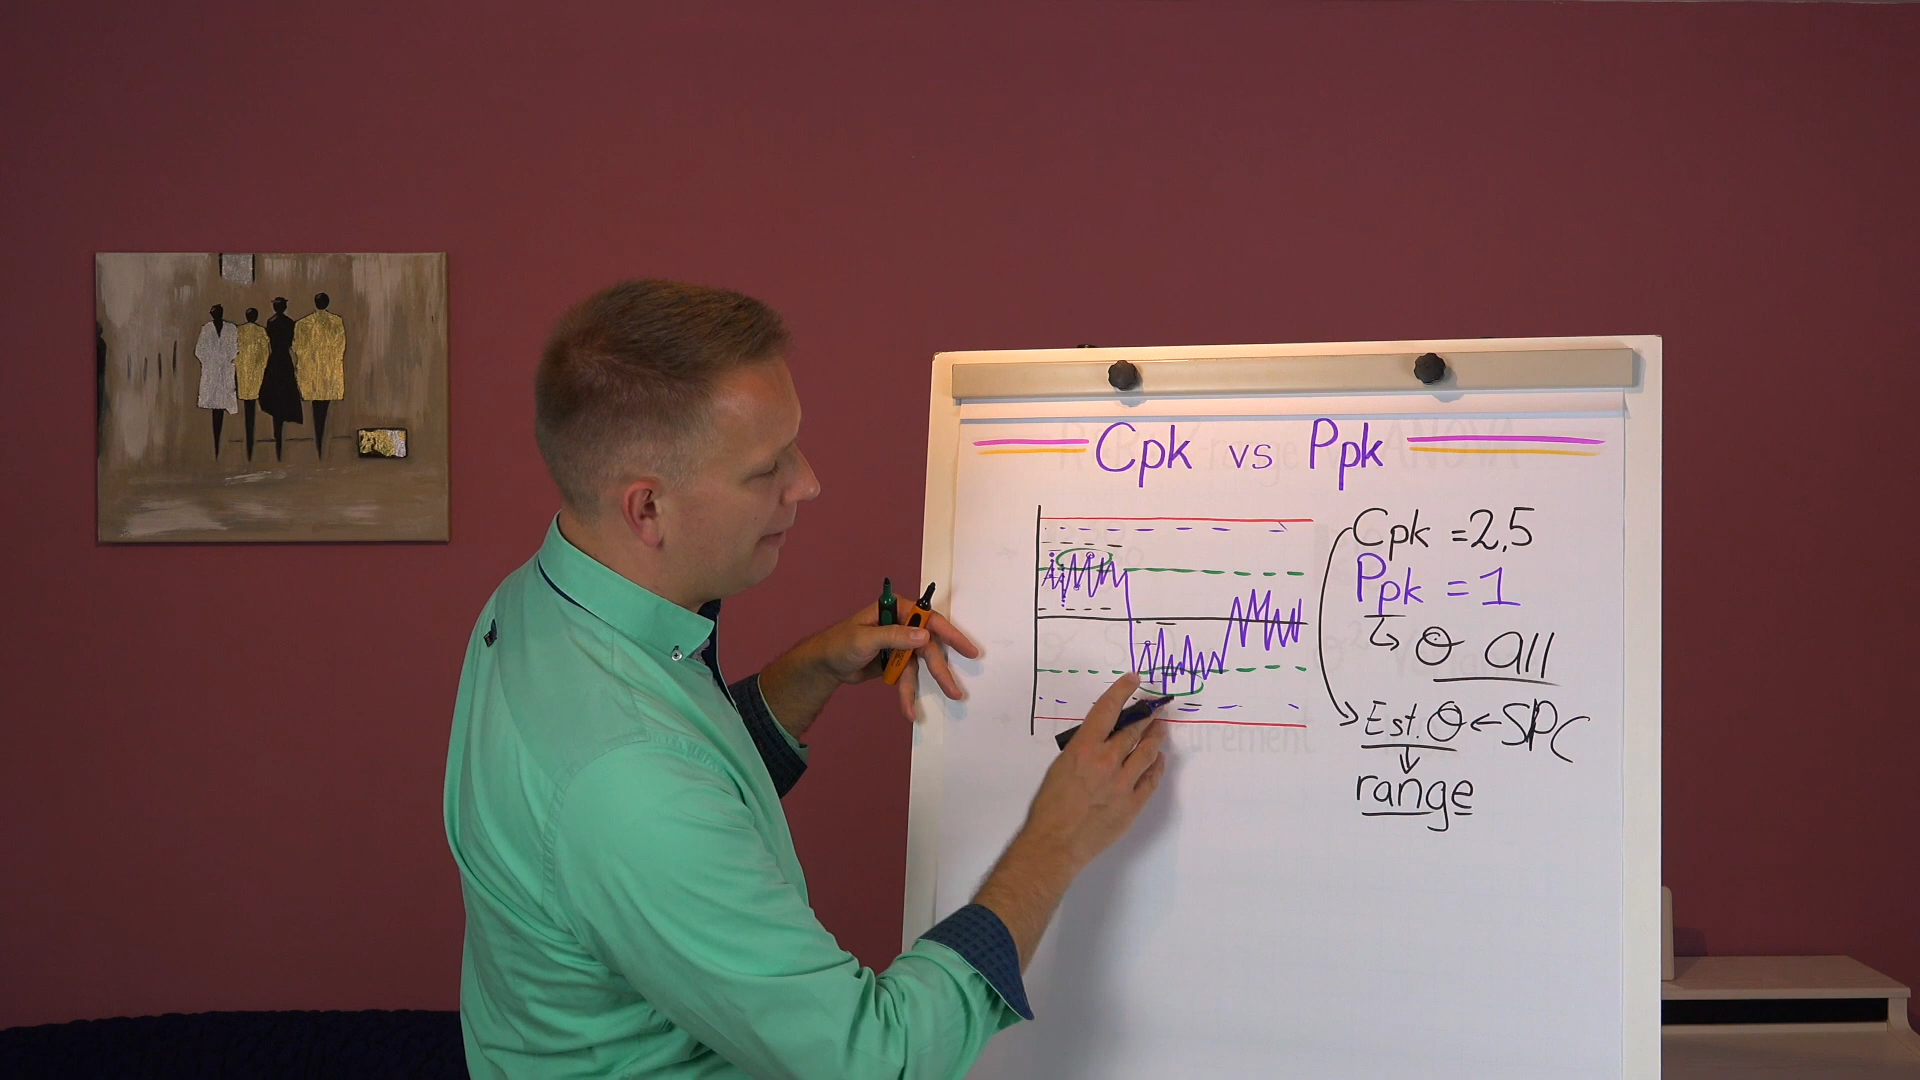 Cpk vs Ppk
Cpk = 2,5
Ppk = 1
↳ σ all
Est. σ ← SPC
range